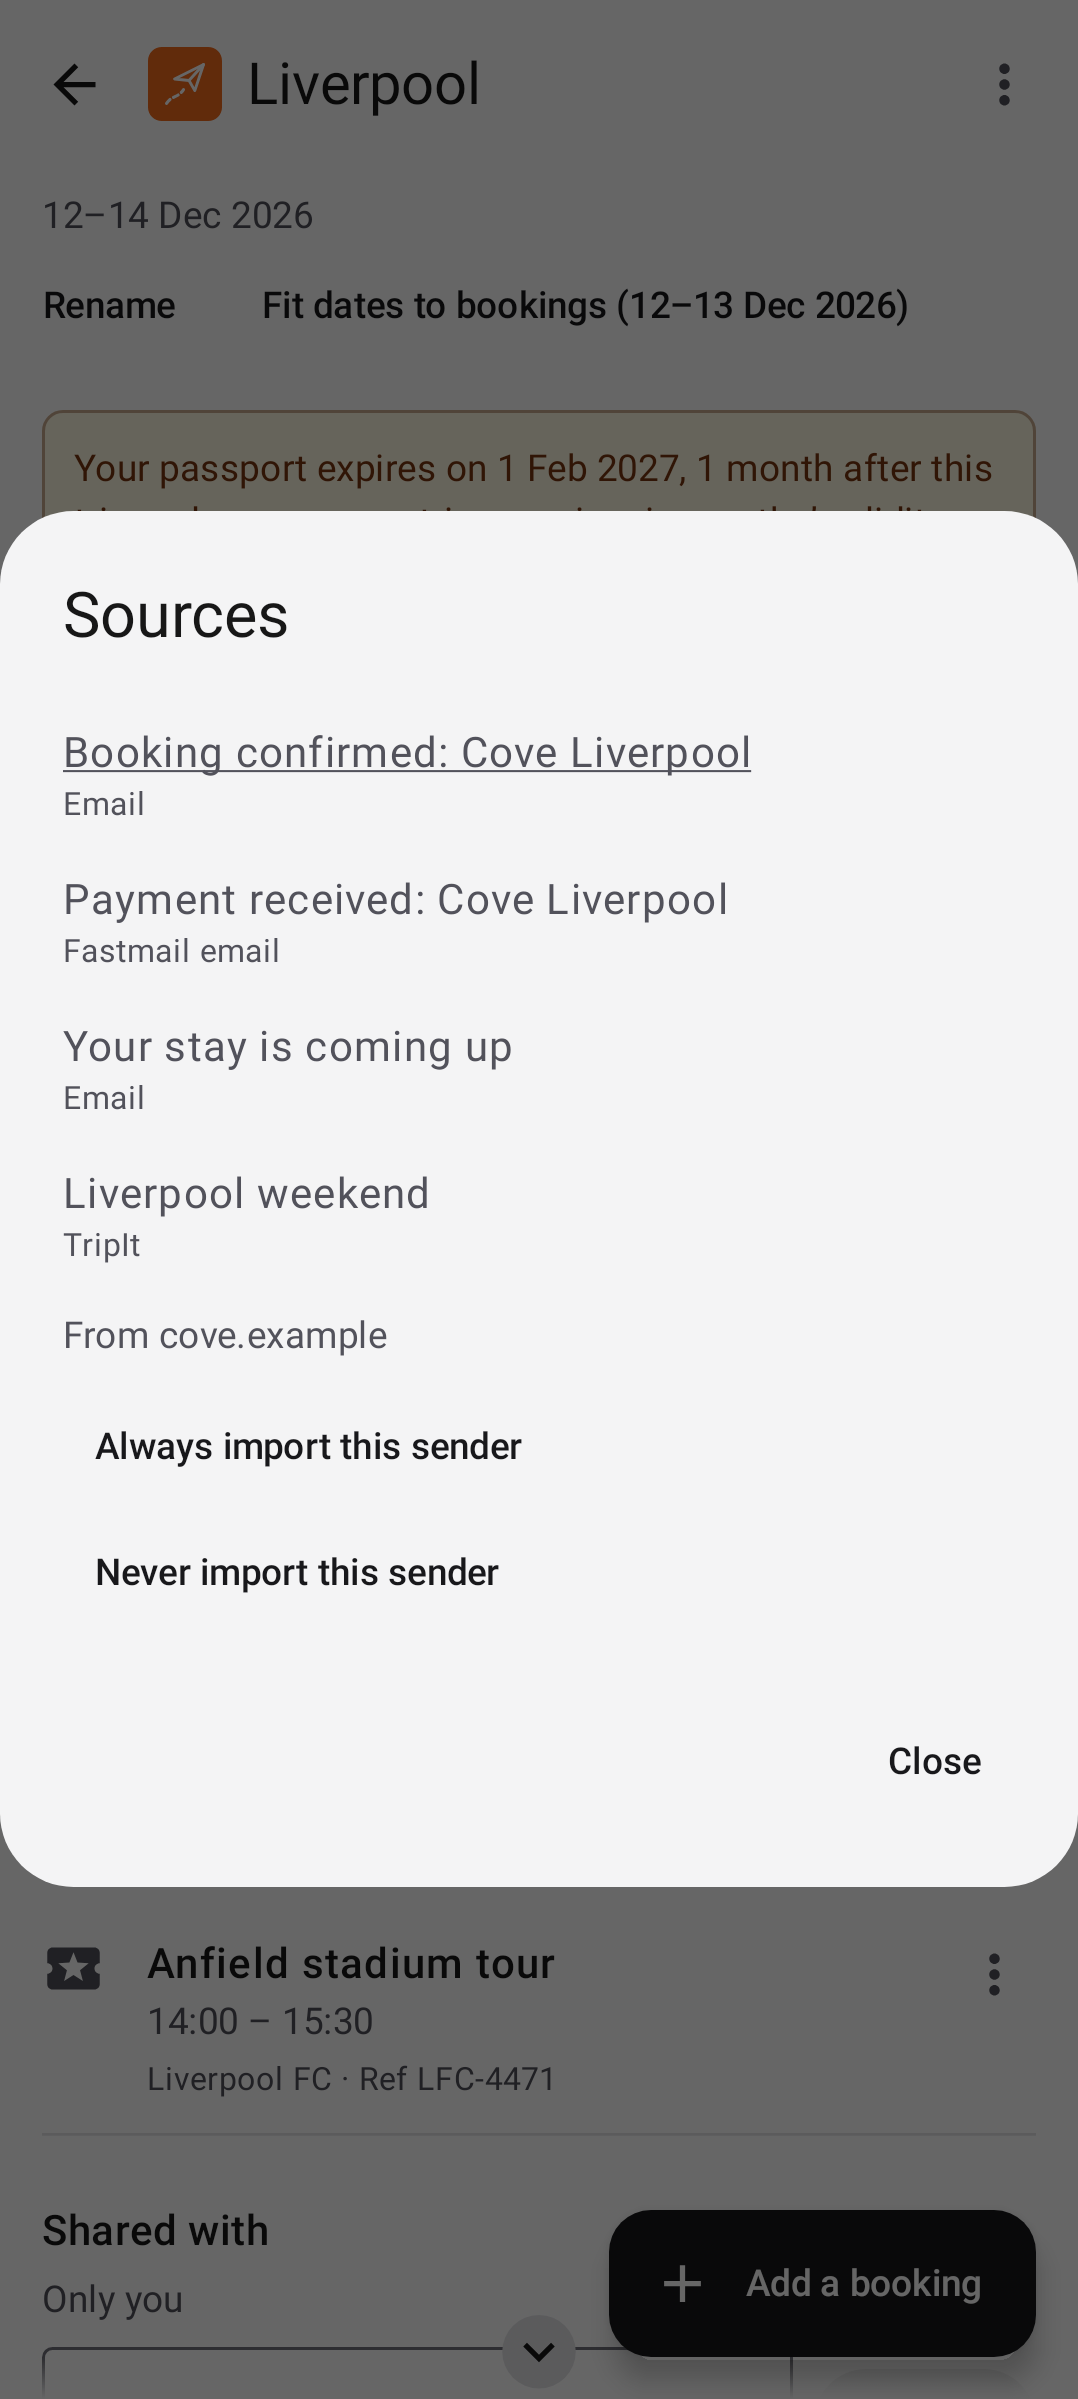 Liverpool
12–14 Dec 2026
Rename
Fit dates to bookings (12–13 Dec 2026)
Your passport expires on 1 Feb 2027, 1 month after this
Sources
Booking confirmed: Cove Liverpool
Email
Payment received: Cove Liverpool
Fastmail email
Your stay is coming up
Email
Liverpool weekend
TripIt
From cove.example
Always import this sender
Never import this sender
Close
Anfield stadium tour
14:00 – 15:30
Liverpool FC · Ref LFC-4471
Shared with
Only you
Add a booking